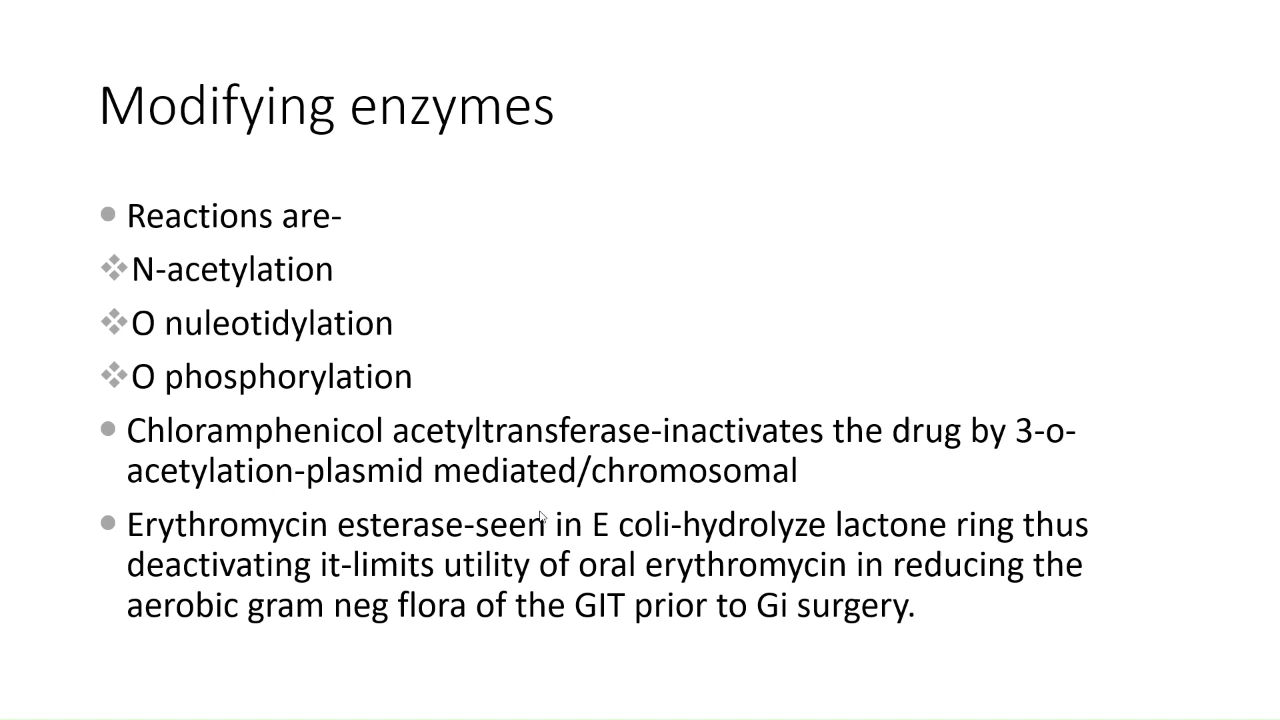 Modifying enzymes
Reactions are-
N-acetylation
O nuleotidylation
O phosphorylation
Chloramphenicol acetyltransferase-inactivates the drug by 3-o-
acetylation-plasmid mediated/chromosomal
Erythromycin esterase-seen in E coli-hydrolyze lactone ring thus
deactivating it-limits utility of oral erythromycin in reducing the
aerobic gram neg flora of the GIT prior to Gi surgery.